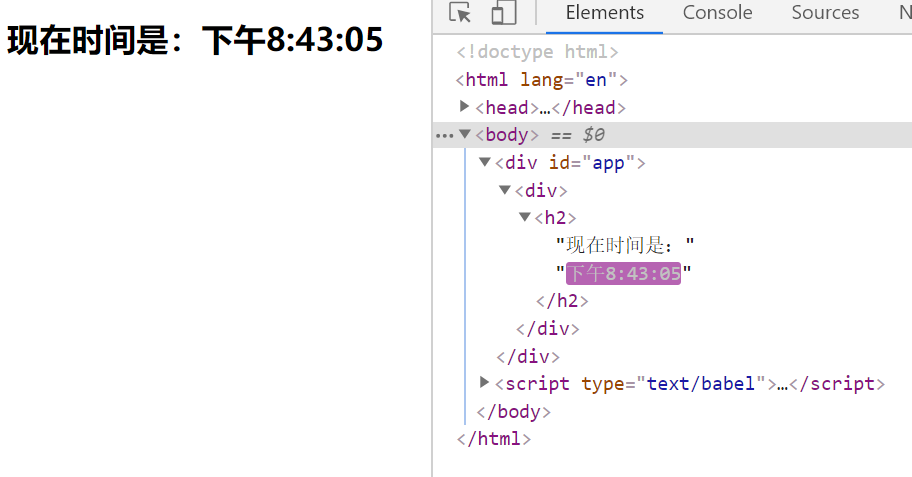 现在时间是：下午8:43:05
Elements Console Sources N
<!doctype html>
<html lang="en">
<head>…</head>
… <body> == $0
<div id="app">
<div>
<h2>
"现在时间是："
"下午8:43:05"
</h2>
</div>
</div>
<script type="text/babel">…</script>
</body>
</html>